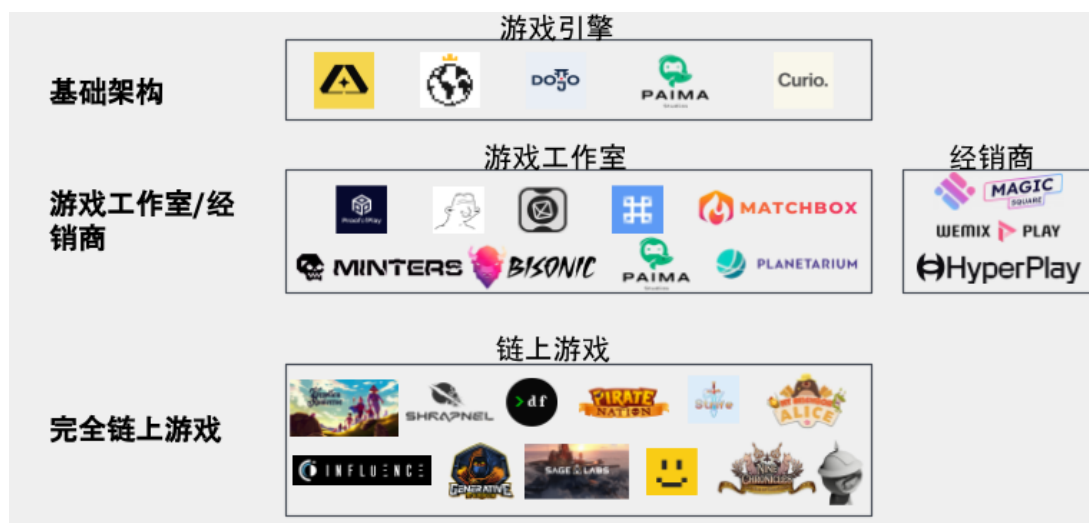 游戏引擎
基础架构
DOJO
PAIMA
Curio.
游戏工作室
经销商
游戏工作室/经
销商
MATCHBOX
MAGIC
SQUARE
WEMIX PLAY
MINTERS
BISONIC
PAIMA
PLANETARIUM
HyperPlay
链上游戏
完全链上游戏
SHRAPNEL
>df
PIRATE
NATION
ALICE
INFLUENCE
GENERATIVE
SAGE LABS
NINE
CHRONICLES